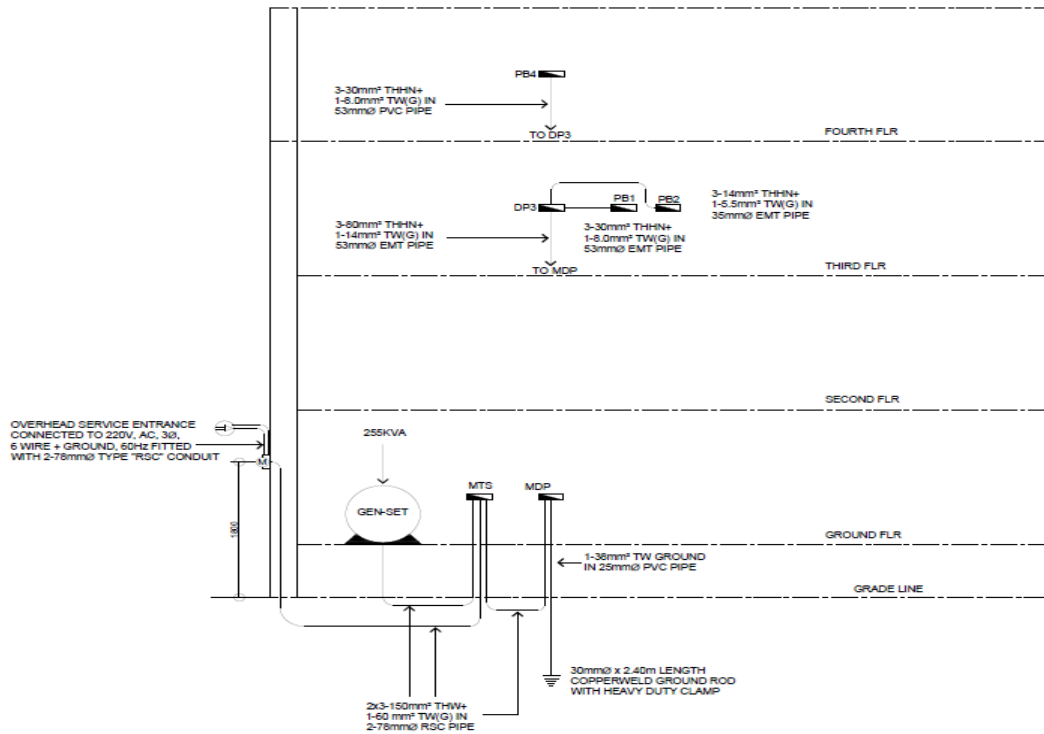 PB4
3-30mm² THHN+
1-8.0mm² TW(G) IN
53mmØ PVC PIPE
TO DP3
FOURTH FLR
DP3
PB1
PB2
3-14mm² THHN+
1-5.5mm² TW(G) IN
35mmØ EMT PIPE
3-80mm² THHN+
1-14mm² TW(G) IN
53mmØ EMT PIPE
3-30mm² THHN+
1-8.0mm² TW(G) IN
53mmØ EMT PIPE
TO MDP
THIRD FLR
SECOND FLR
OVERHEAD SERVICE ENTRANCE
CONNECTED TO 220V, AC, 3Ø,
6 WIRE + GROUND, 60Hz FITTED
WITH 2-78mmØ TYPE "RSC" CONDUIT
M
1800
255KVA
GEN-SET
MTS
MDP
GROUND FLR
1-38mm² TW GROUND
IN 25mmØ PVC PIPE
GRADE LINE
30mmØ x 2.40m LENGTH
COPPERWELD GROUND ROD
WITH HEAVY DUTY CLAMP
2x3-150mm² THW+
1-60 mm² TW(G) IN
2-78mmØ RSC PIPE